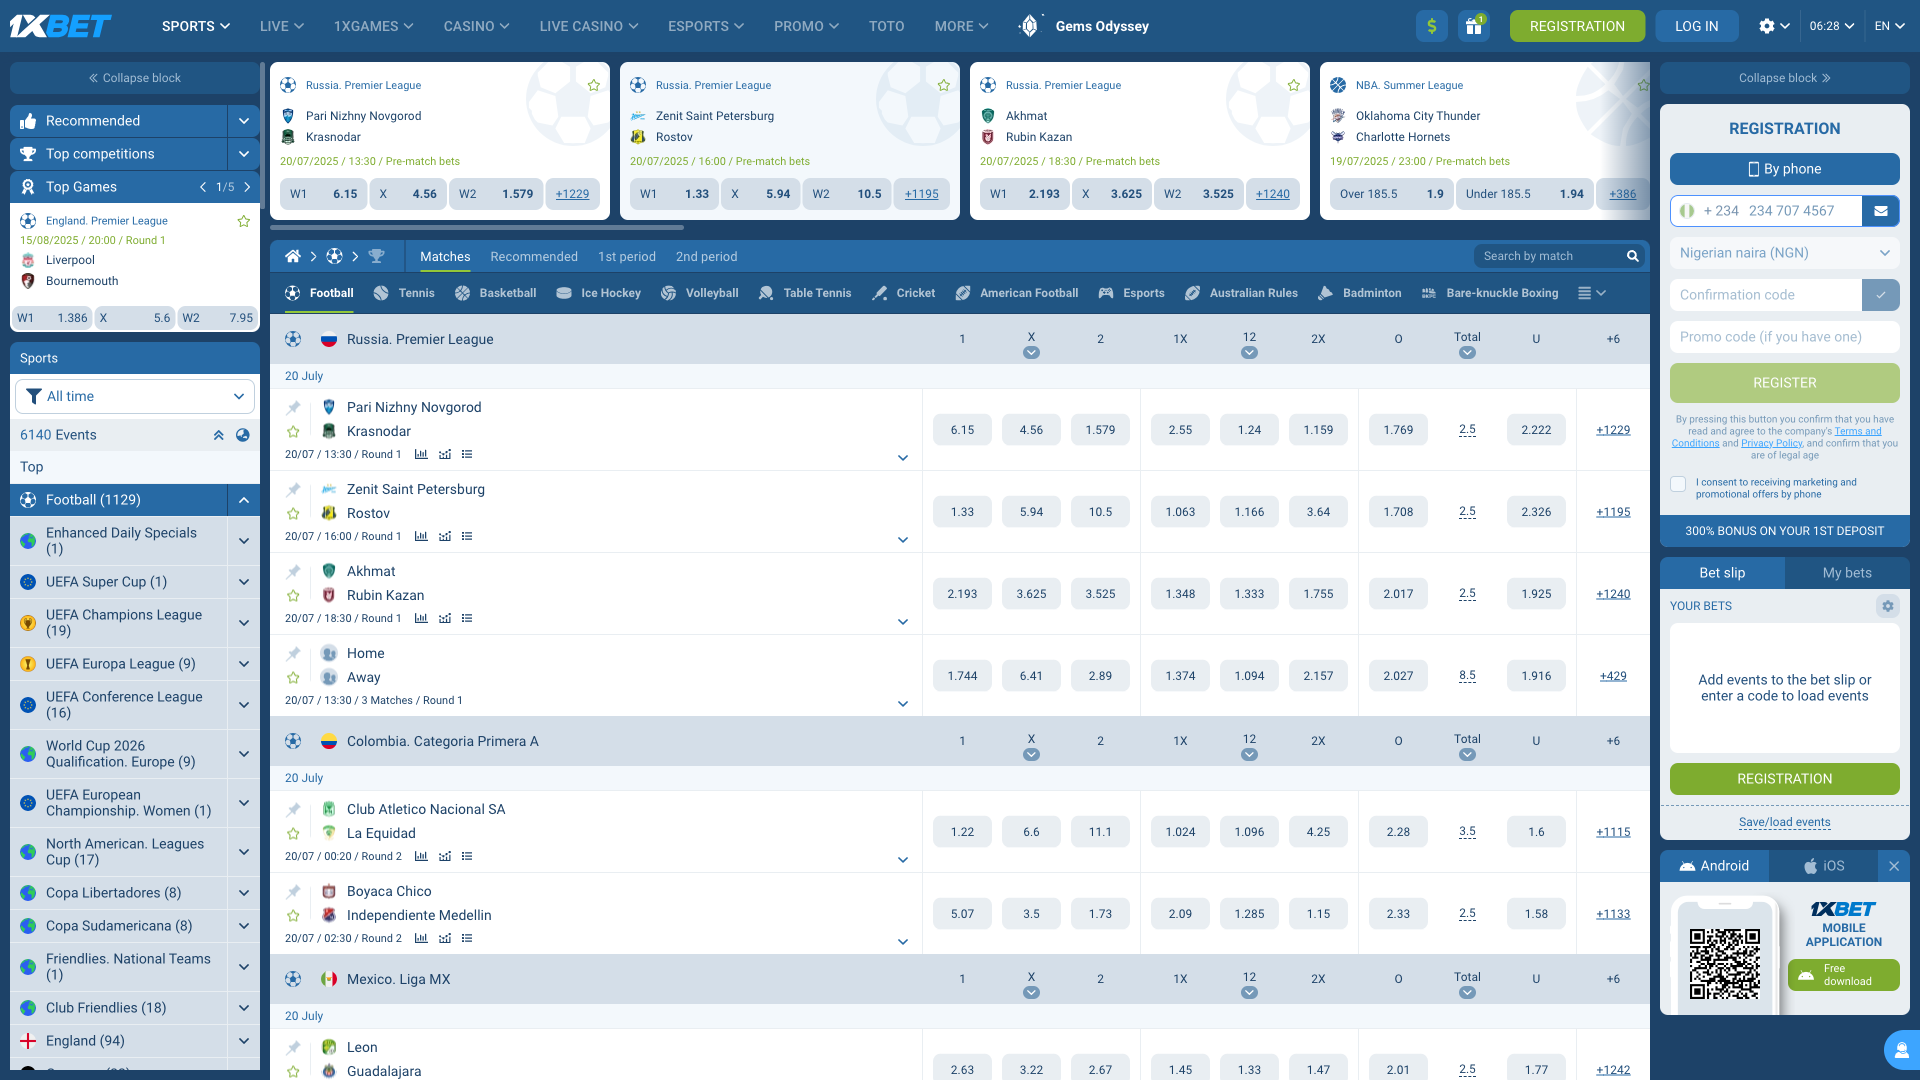 1XBET
SPORTS LIVE 1XGAMES CASINO LIVE CASINO ESPORTS PROMO TOTO MORE Gems Odyssey
$ 1 REGISTRATION LOG IN 06:28 EN
Collapse block
Recommended
Top competitions
Top Games 1/5
England. Premier League
15/08/2025 / 20:00 / Round 1
Liverpool
Bournemouth
W1 1.386 X 5.6 W2 7.95
Sports
All time
6140 Events
Top
Football (1129)
Enhanced Daily Specials
(1)
UEFA Super Cup (1)
UEFA Champions League
(19)
UEFA Europa League (9)
UEFA Conference League
(16)
World Cup 2026
Qualification. Europe (9)
UEFA European
Championship. Women (1)
North American. Leagues
Cup (17)
Copa Libertadores (8)
Copa Sudamericana (8)
Friendlies. National Teams
(1)
Club Friendlies (18)
England (94)
Russia. Premier League
Pari Nizhny Novgorod
Krasnodar
20/07/2025 / 13:30 / Pre-match bets
W1 6.15 X 4.56 W2 1.579 +1229
Russia. Premier League
Zenit Saint Petersburg
Rostov
20/07/2025 / 16:00 / Pre-match bets
W1 1.33 X 5.94 W2 10.5 +1195
Russia. Premier League
Akhmat
Rubin Kazan
20/07/2025 / 18:30 / Pre-match bets
W1 2.193 X 3.625 W2 3.525 +1240
NBA. Summer League
Oklahoma City Thunder
Charlotte Hornets
19/07/2025 / 23:00 / Pre-match bets
Over 185.5 1.9 Under 185.5 1.94 +386
Matches Recommended 1st period 2nd period Search by match
Football Tennis Basketball Ice Hockey Volleyball Table Tennis Cricket American Football Esports Australian Rules Badminton Bare-knuckle Boxing
Russia. Premier League 1 X 2 1X 12 2X O Total U +6
20 July
Pari Nizhny Novgorod
Krasnodar
20/07 / 13:30 / Round 1
6.15 4.56 1.579 2.55 1.24 1.159 1.769 2.5 2.222 +1229
Zenit Saint Petersburg
Rostov
20/07 / 16:00 / Round 1
1.33 5.94 10.5 1.063 1.166 3.64 1.708 2.5 2.326 +1195
Akhmat
Rubin Kazan
20/07 / 18:30 / Round 1
2.193 3.625 3.525 1.348 1.333 1.755 2.017 2.5 1.925 +1240
Home
Away
20/07 / 13:30 / 3 Matches / Round 1
1.744 6.41 2.89 1.374 1.094 2.157 2.027 8.5 1.916 +429
Colombia. Categoria Primera A 1 X 2 1X 12 2X O Total U +6
20 July
Club Atletico Nacional SA
La Equidad
20/07 / 00:20 / Round 2
1.22 6.6 11.1 1.024 1.096 4.25 2.28 3.5 1.6 +1115
Boyaca Chico
Independiente Medellin
20/07 / 02:30 / Round 2
5.07 3.5 1.73 2.09 1.285 1.15 2.33 2.5 1.58 +1133
Mexico. Liga MX 1 X 2 1X 12 2X O Total U +6
20 July
Leon
Guadalajara
2.63 3.22 2.67 1.45 1.33 1.47 2.01 2.5 1.77 +1242
Collapse block
REGISTRATION
By phone
+ 234 234 707 4567
Nigerian naira (NGN)
Confirmation code
Promo code (if you have one)
REGISTER
By pressing this button you confirm that you have
read and agree to the company's Terms and
Conditions and Privacy Policy, and confirm that you
are of legal age
I consent to receiving marketing and
promotional offers by phone
300% BONUS ON YOUR 1ST DEPOSIT
Bet slip My bets
YOUR BETS
Add events to the bet slip or
enter a code to load events
REGISTRATION
Save/load events
Android iOS
1XBET
MOBILE
APPLICATION
Free
download